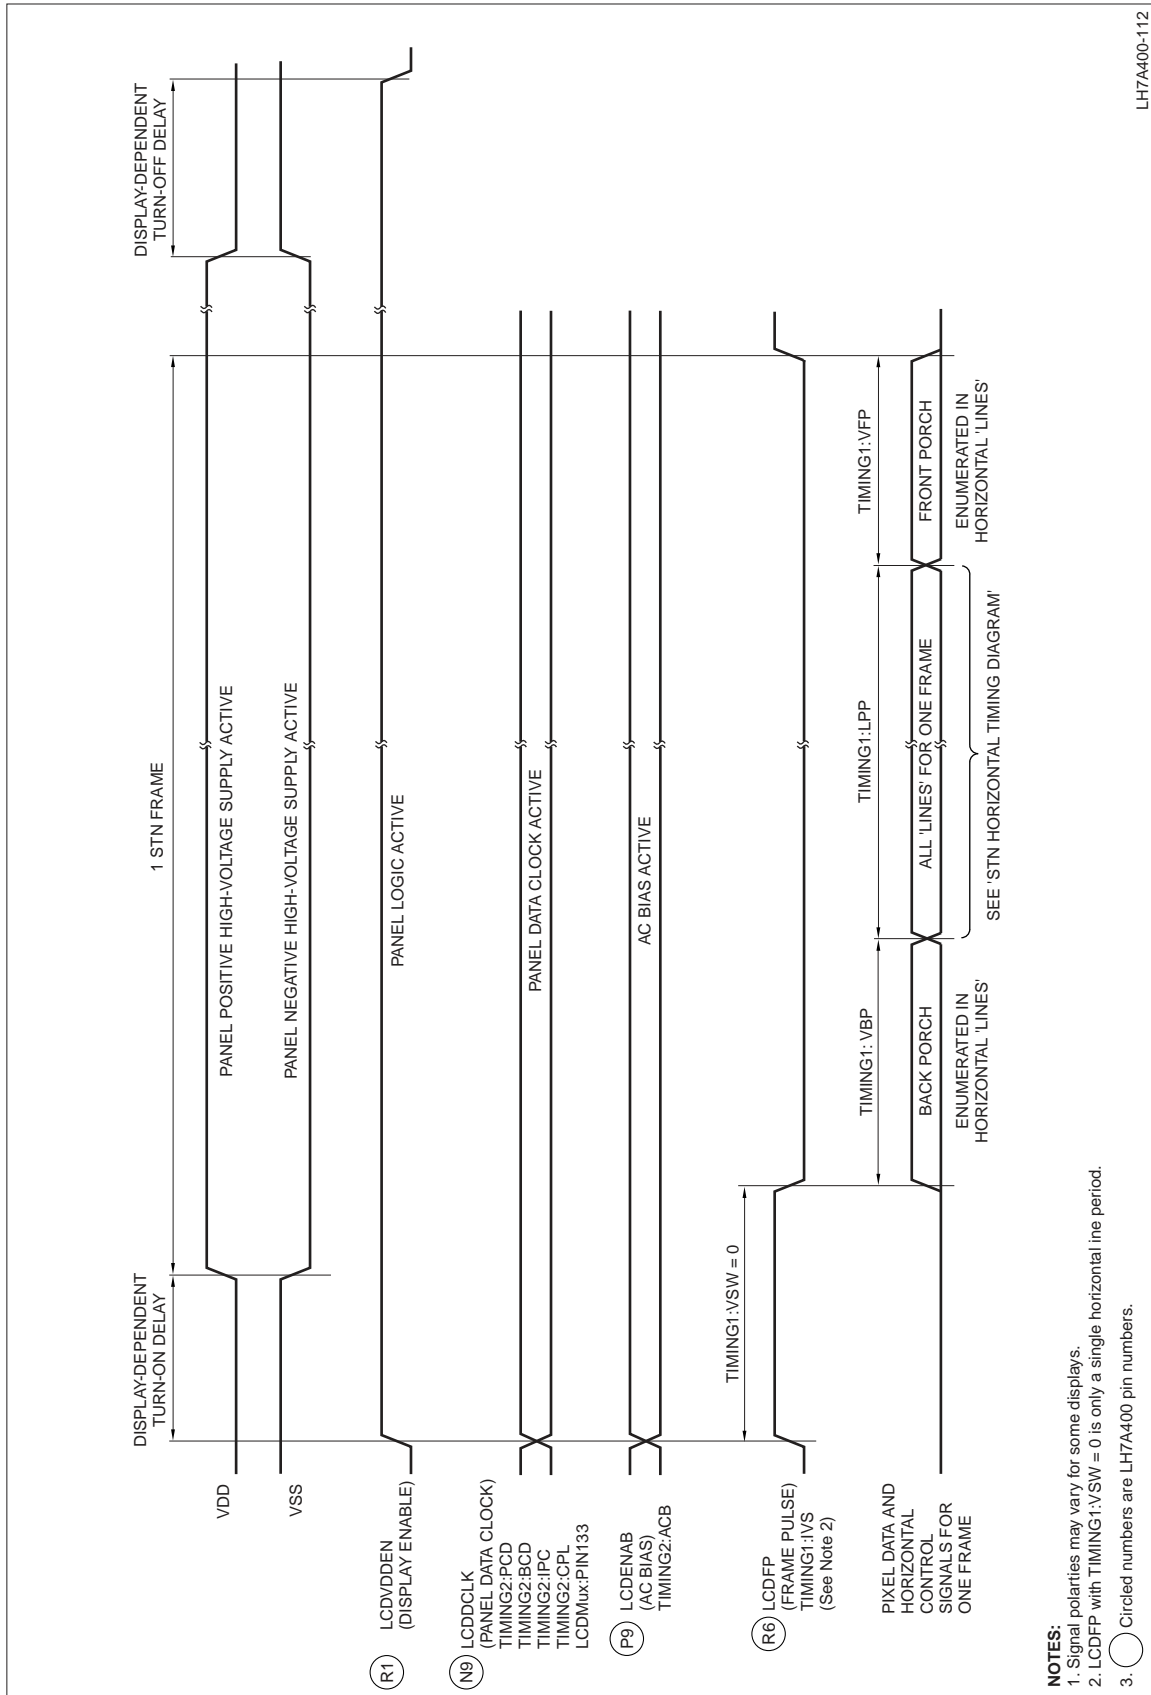 DISPLAY-DEPENDENT
TURN-ON DELAY
1 STN FRAME
DISPLAY-DEPENDENT
TURN-OFF DELAY
VDD
PANEL POSITIVE HIGH-VOLTAGE SUPPLY ACTIVE
VSS
PANEL NEGATIVE HIGH-VOLTAGE SUPPLY ACTIVE
R1
LCDVDDEN
(DISPLAY ENABLE)
PANEL LOGIC ACTIVE
N9
LCDDCLK
(PANEL DATA CLOCK)
TIMING2:PCD
TIMING2:BCD
TIMING2:IPC
TIMING2:CPL
LCDMux:PIN133
PANEL DATA CLOCK ACTIVE
P9
LCDENAB
(AC BIAS)
TIMING2:ACB
AC BIAS ACTIVE
R6
LCDFP
(FRAME PULSE)
TIMING1:IVS
(See Note 2)
TIMING1:VSW = 0
TIMING1: VBP
TIMING1:LPP
TIMING1:VFP
PIXEL DATA AND
HORIZONTAL
CONTROL
SIGNALS FOR
ONE FRAME
BACK PORCH
ALL 'LINES' FOR ONE FRAME
FRONT PORCH
ENUMERATED IN
HORIZONTAL 'LINES'
SEE 'STN HORIZONTAL TIMING DIAGRAM'
ENUMERATED IN
HORIZONTAL 'LINES'
NOTES:
1. Signal polarties may vary for some displays.
2. LCDFP with TIMING1:VSW = 0 is only a single horizontal ine period.
3. Circled numbers are LH7A400 pin numbers.
LH7A400-112